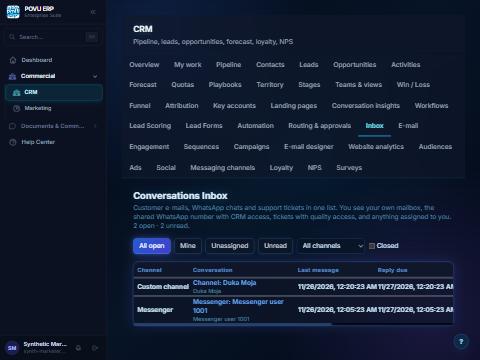 POVU ERP
Enterprise Suite
Search...
Dashboard
Commercial
CRM
Marketing
Documents & Comm...
Help Center
CRM
Pipeline, leads, opportunities, forecast, loyalty, NPS
Overview My work Pipeline Contacts Leads Opportunities Activities
Forecast Quotas Playbooks Territory Stages Teams & views Win / Loss
Funnel Attribution Key accounts Landing pages Conversation insights Workflows
Lead Scoring Lead Forms Automation Routing & approvals Inbox E-mail
Engagement Sequences Campaigns E-mail designer Website analytics Audiences
Ads Social Messaging channels Loyalty NPS Surveys
Conversations Inbox
Customer e-mails, WhatsApp chats and support tickets in one list. You see your own mailbox, the
shared WhatsApp number with CRM access, tickets with quality access, and anything assigned to you.
2 open · 2 unread.
All open Mine Unassigned Unread All channels Closed
Channel Conversation Last message Reply due
Custom channel Channel: Duka Moja 11/26/2026, 12:20:23 AM 11/27/2026, 12:20:23 A
Duka Moja
Messenger Messenger: Messenger user 1001 11/26/2026, 12:05:23 AM 11/27/2026, 12:05:23 A
Messenger user 1001
SM Synthetic Mar...
synth-marketer...
?